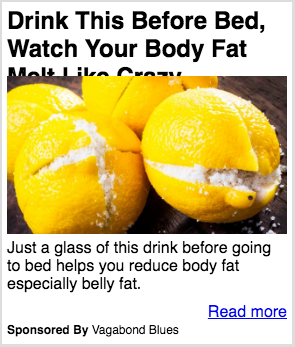 Drink This Before Bed,
Watch Your Body Fat
Melt Like Crazy
Just a glass of this drink before going
to bed helps you reduce body fat
especially belly fat.
Read more
Sponsored By Vagabond Blues